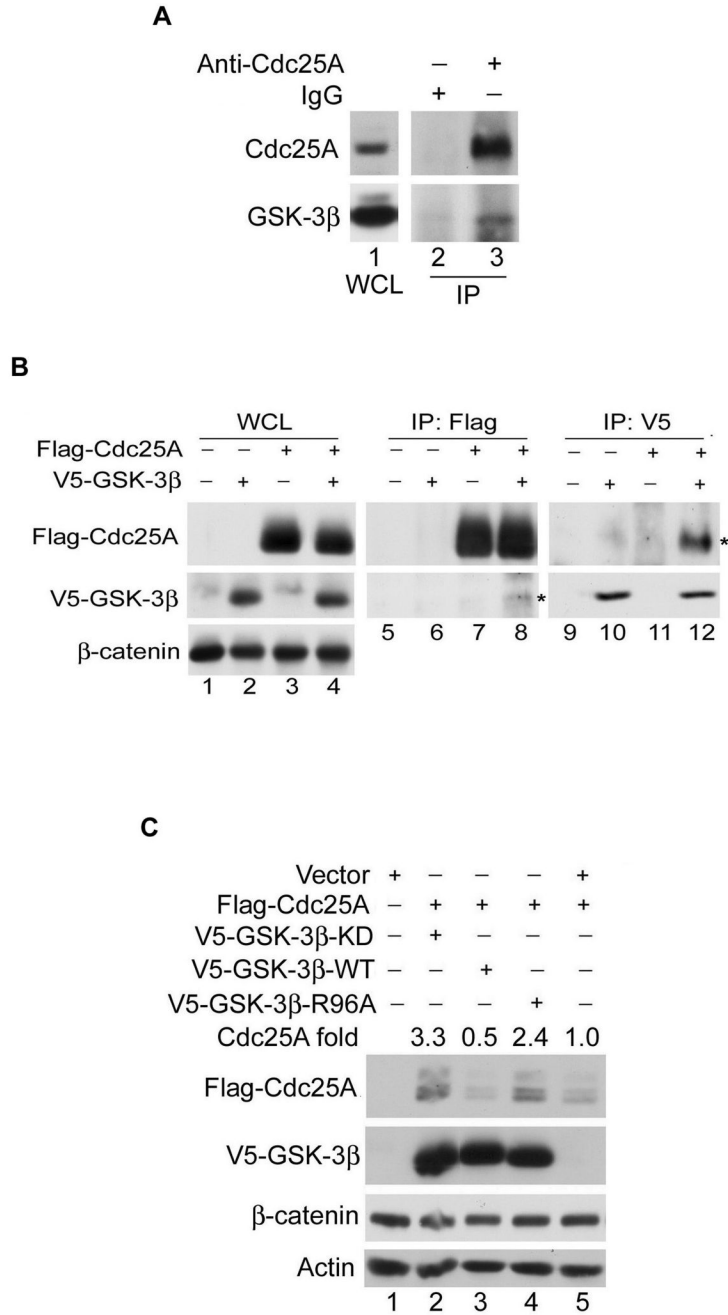 A
Anti-Cdc25A – +
IgG + –
Cdc25A
GSK-3β
1 2 3
WCL IP
B
WCL IP: Flag IP: V5
Flag-Cdc25A – – + + – – + + – – + +
V5-GSK-3β – + – + – + – + – + – +
Flag-Cdc25A *
V5-GSK-3β *
5 6 7 8 9 10 11 12
β-catenin
1 2 3 4
C
Vector + – – – +
Flag-Cdc25A – + + + +
V5-GSK-3β-KD – + – – –
V5-GSK-3β-WT – – + – –
V5-GSK-3β-R96A – – – + –
Cdc25A fold 3.3 0.5 2.4 1.0
Flag-Cdc25A
V5-GSK-3β
β-catenin
Actin
1 2 3 4 5